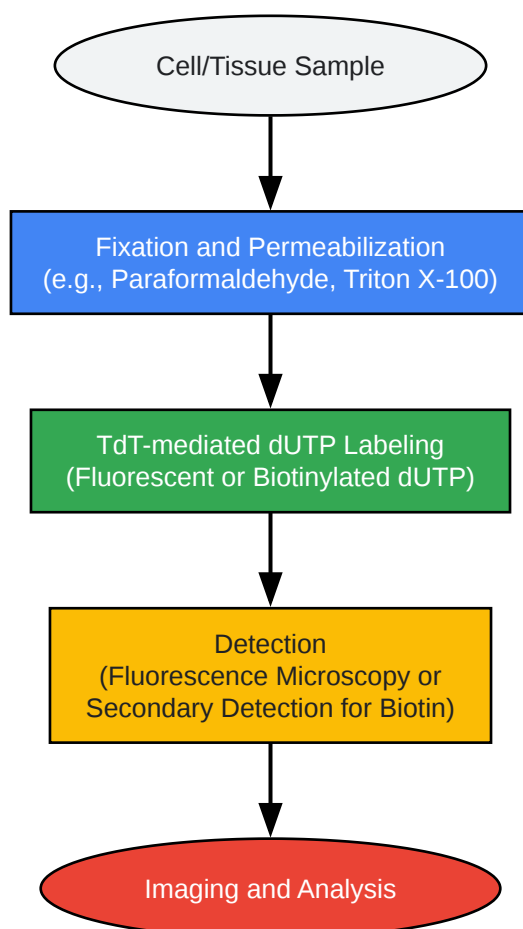 Cell/Tissue Sample
Fixation and Permeabilization
(e.g., Paraformaldehyde, Triton X-100)
TdT-mediated dUTP Labeling
(Fluorescent or Biotinylated dUTP)
Detection
(Fluorescence Microscopy or
Secondary Detection for Biotin)
Imaging and Analysis